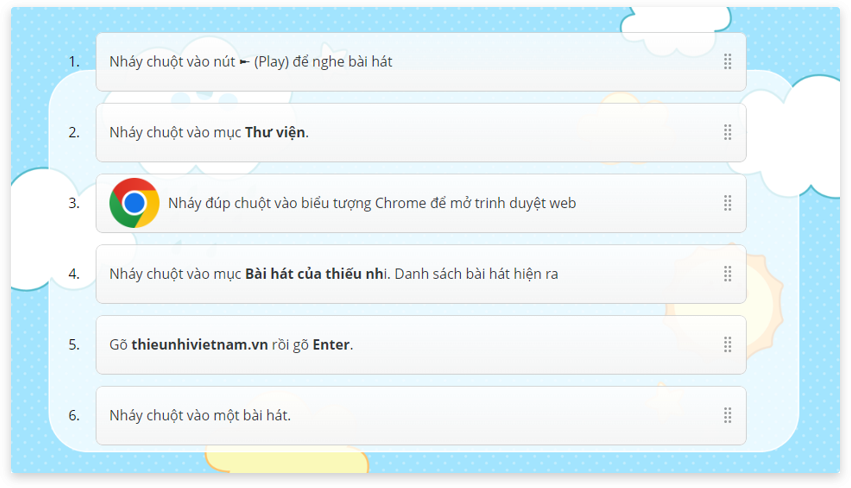 1. Nháy chuột vào nút ► (Play) để nghe bài hát
2. Nháy chuột vào mục Thư viện.
3. Nháy đúp chuột vào biểu tượng Chrome để mở trinh duyệt web
4. Nháy chuột vào mục Bài hát của thiếu nhi. Danh sách bài hát hiện ra
5. Gõ thieunhivietnam.vn rồi gõ Enter.
6. Nháy chuột vào một bài hát.